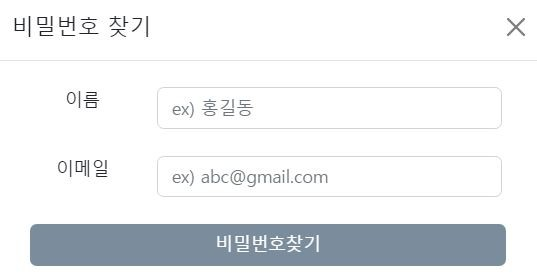 비밀번호 찾기
이름 ex) 홍길동
이메일 ex) abc@gmail.com
비밀번호찾기